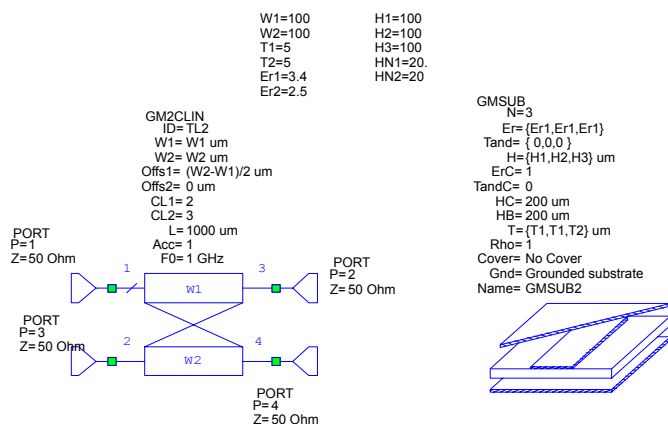 W1=100
W2=100
T1=5
T2=5
Er1=3.4
Er2=2.5
H1=100
H2=100
H3=100
HN1=20.
HN2=20
GM2CLIN
ID= TL2
W1= W1 um
W2= W2 um
Offs1= (W2-W1)/2 um
Offs2= 0 um
CL1= 2
CL2= 3
L= 1000 um
Acc= 1
F0= 1 GHz
GMSUB
N= 3
Er= {Er1,Er1,Er1}
Tand= { 0,0,0 }
H= {H1,H2,H3} um
ErC= 1
TandC= 0
HC= 200 um
HB= 200 um
T= {T1,T1,T2} um
Rho= 1
Cover= No Cover
Gnd= Grounded substrate
Name= GMSUB2
PORT
P= 1
Z= 50 Ohm
1
W1
3
PORT
P= 2
Z= 50 Ohm
PORT
P= 3
Z= 50 Ohm
2
W2
4
PORT
P= 4
Z= 50 Ohm